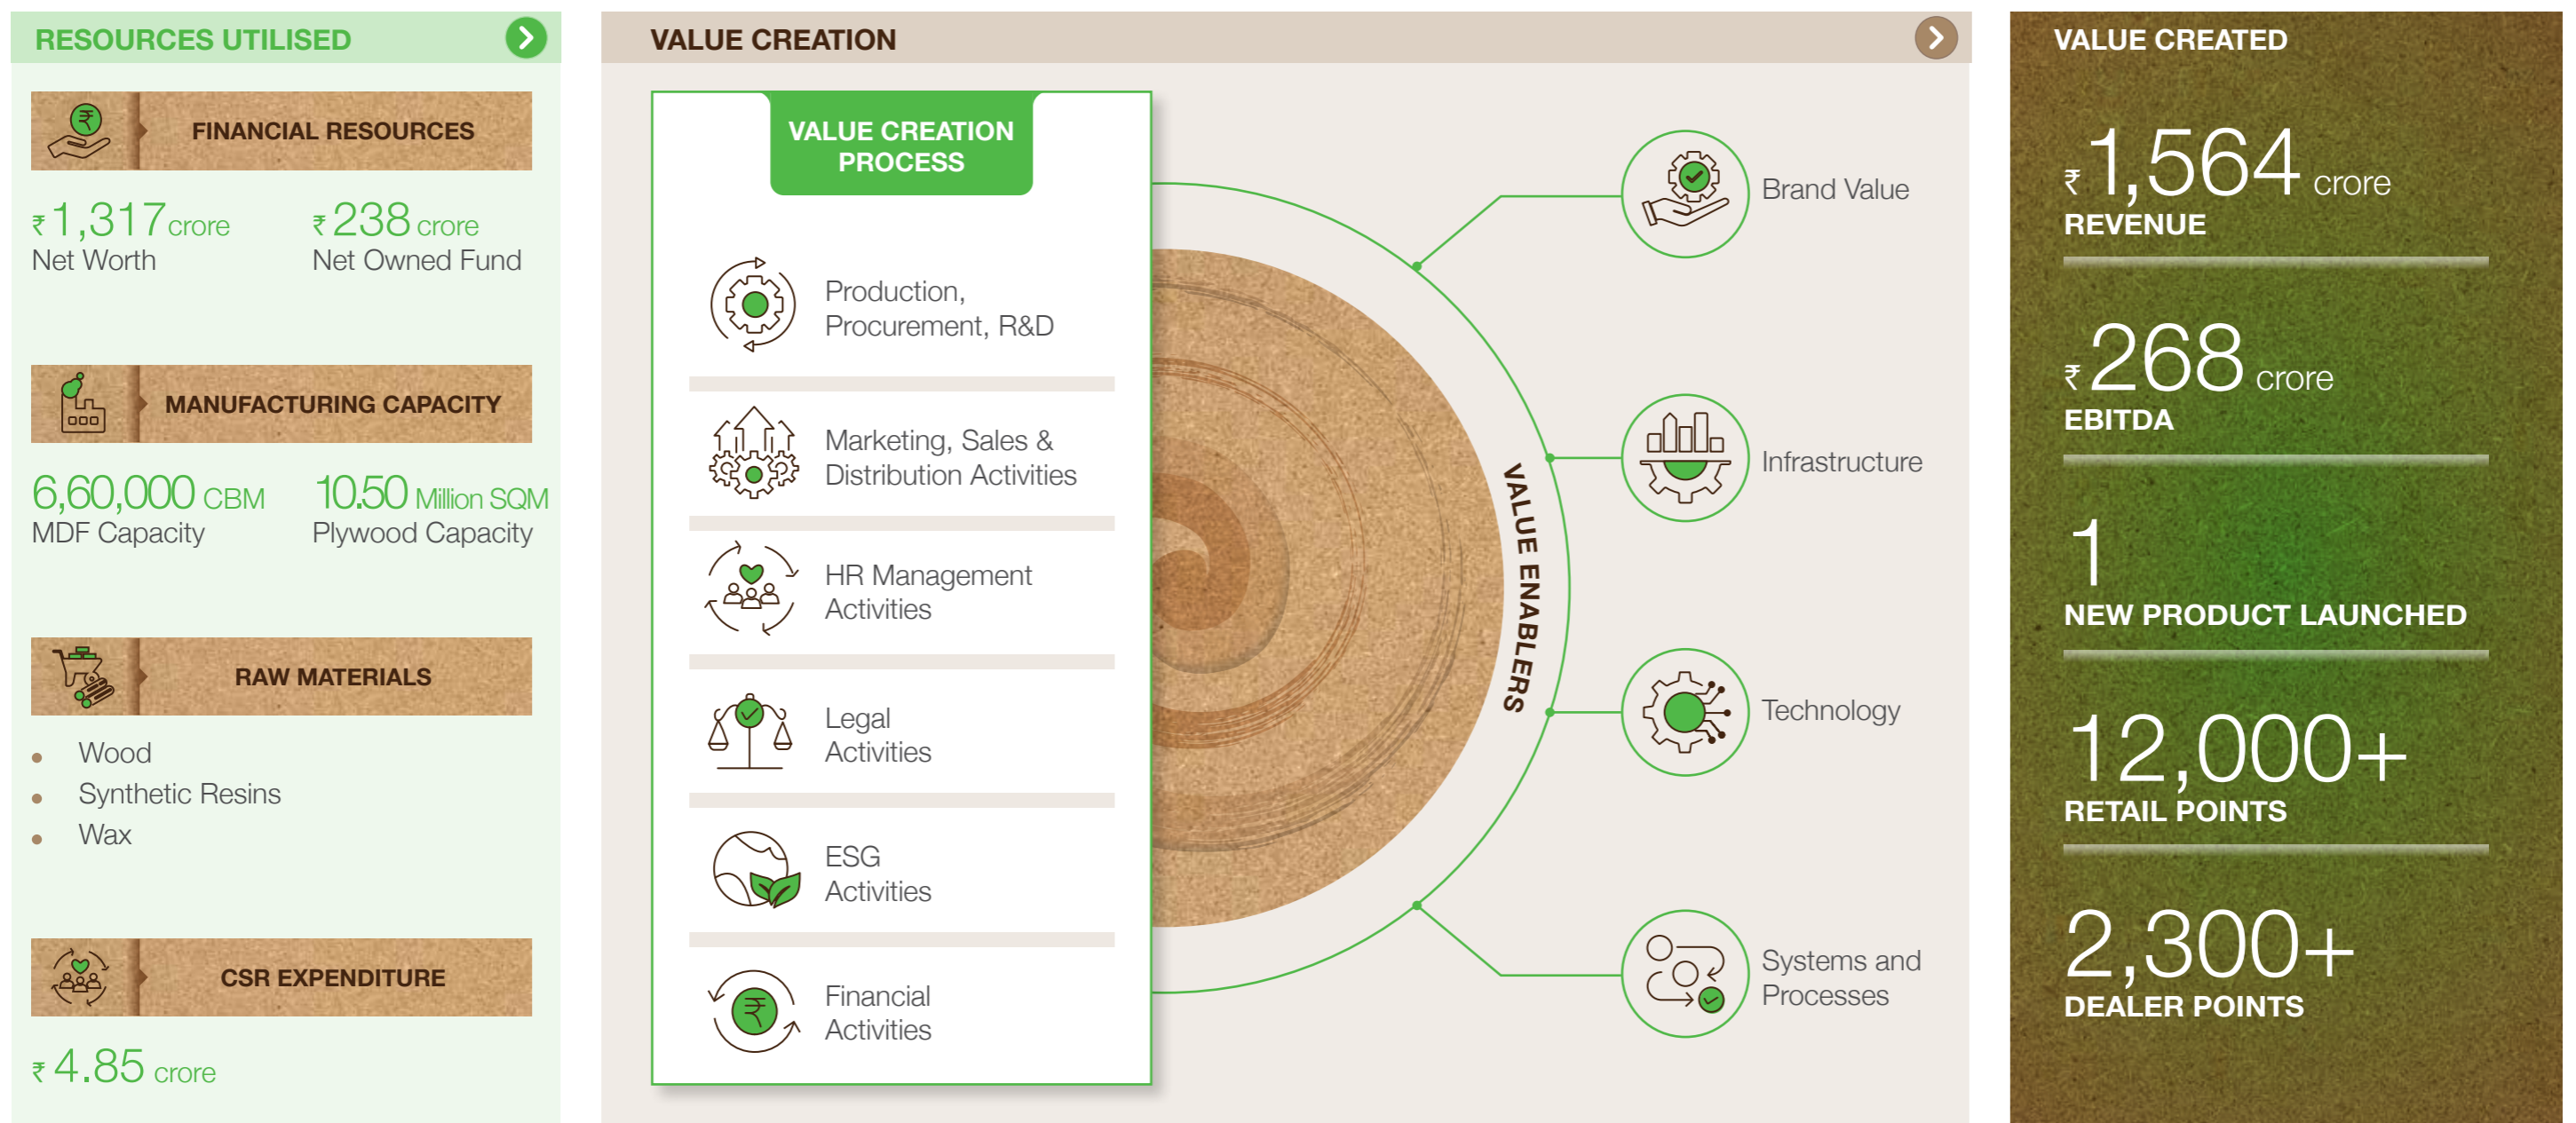 RESOURCES UTILISED
FINANCIAL RESOURCES
₹ 1,317 crore
Net Worth
₹ 238 crore
Net Owned Fund
MANUFACTURING CAPACITY
6,60,000 CBM
MDF Capacity
10.50 Million SQM
Plywood Capacity
RAW MATERIALS
• Wood
• Synthetic Resins
• Wax
CSR EXPENDITURE
₹ 4.85 crore
VALUE CREATION
VALUE CREATION
PROCESS
Production,
Procurement, R&D
Marketing, Sales &
Distribution Activities
HR Management
Activities
Legal
Activities
ESG
Activities
₹
Financial
Activities
VALUE ENABLERS
Brand Value
Infrastructure
Technology
Systems and
Processes
VALUE CREATED
₹ 1,564 crore
REVENUE
₹ 268 crore
EBITDA
1
NEW PRODUCT LAUNCHED
12,000+
RETAIL POINTS
2,300+
DEALER POINTS